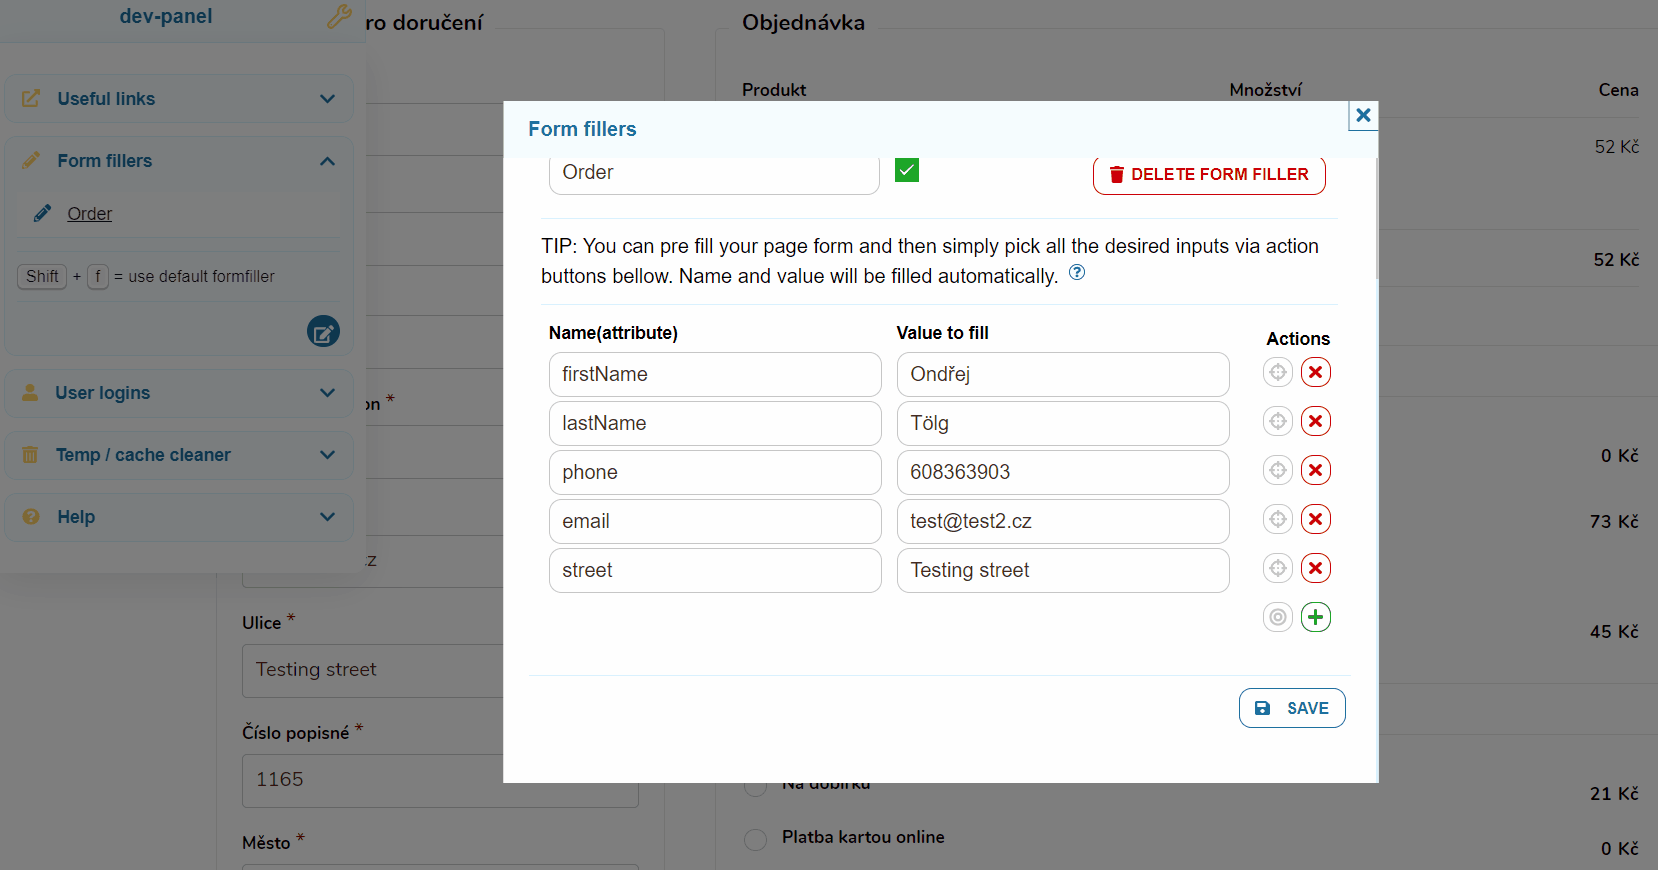 dev-panel
Useful links
Form fillers
Order
Shift + f = use default formfiller
User logins
Temp / cache cleaner
Help
ro doručení
on *
z
Ulice *
Testing street
Číslo popisné *
1165
Město *
Objednávka
Produkt Množství Cena
52 Kč
52 Kč
0 Kč
73 Kč
45 Kč
Na dobírku 21 Kč
Platba kartou online 0 Kč
Form fillers
Order DELETE FORM FILLER
TIP: You can pre fill your page form and then simply pick all the desired inputs via action
buttons bellow. Name and value will be filled automatically. ?
Name(attribute) Value to fill Actions
firstName Ondřej
lastName Tölg
phone 608363903
email test@test2.cz
street Testing street
SAVE